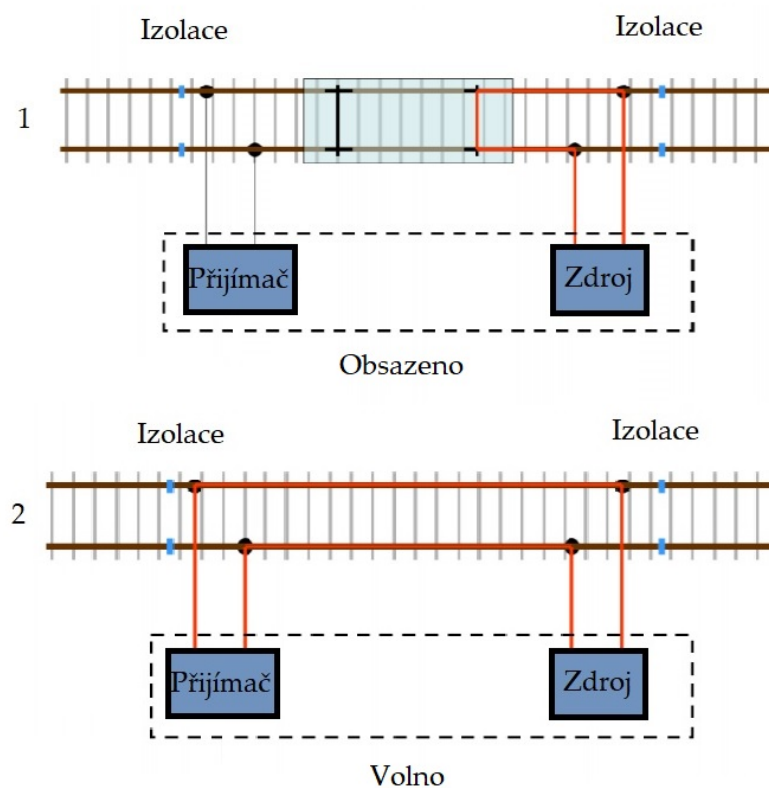 Izolace Izolace
1
Přijímač Zdroj
Obsazeno
Izolace Izolace
2
Přijímač Zdroj
Volno